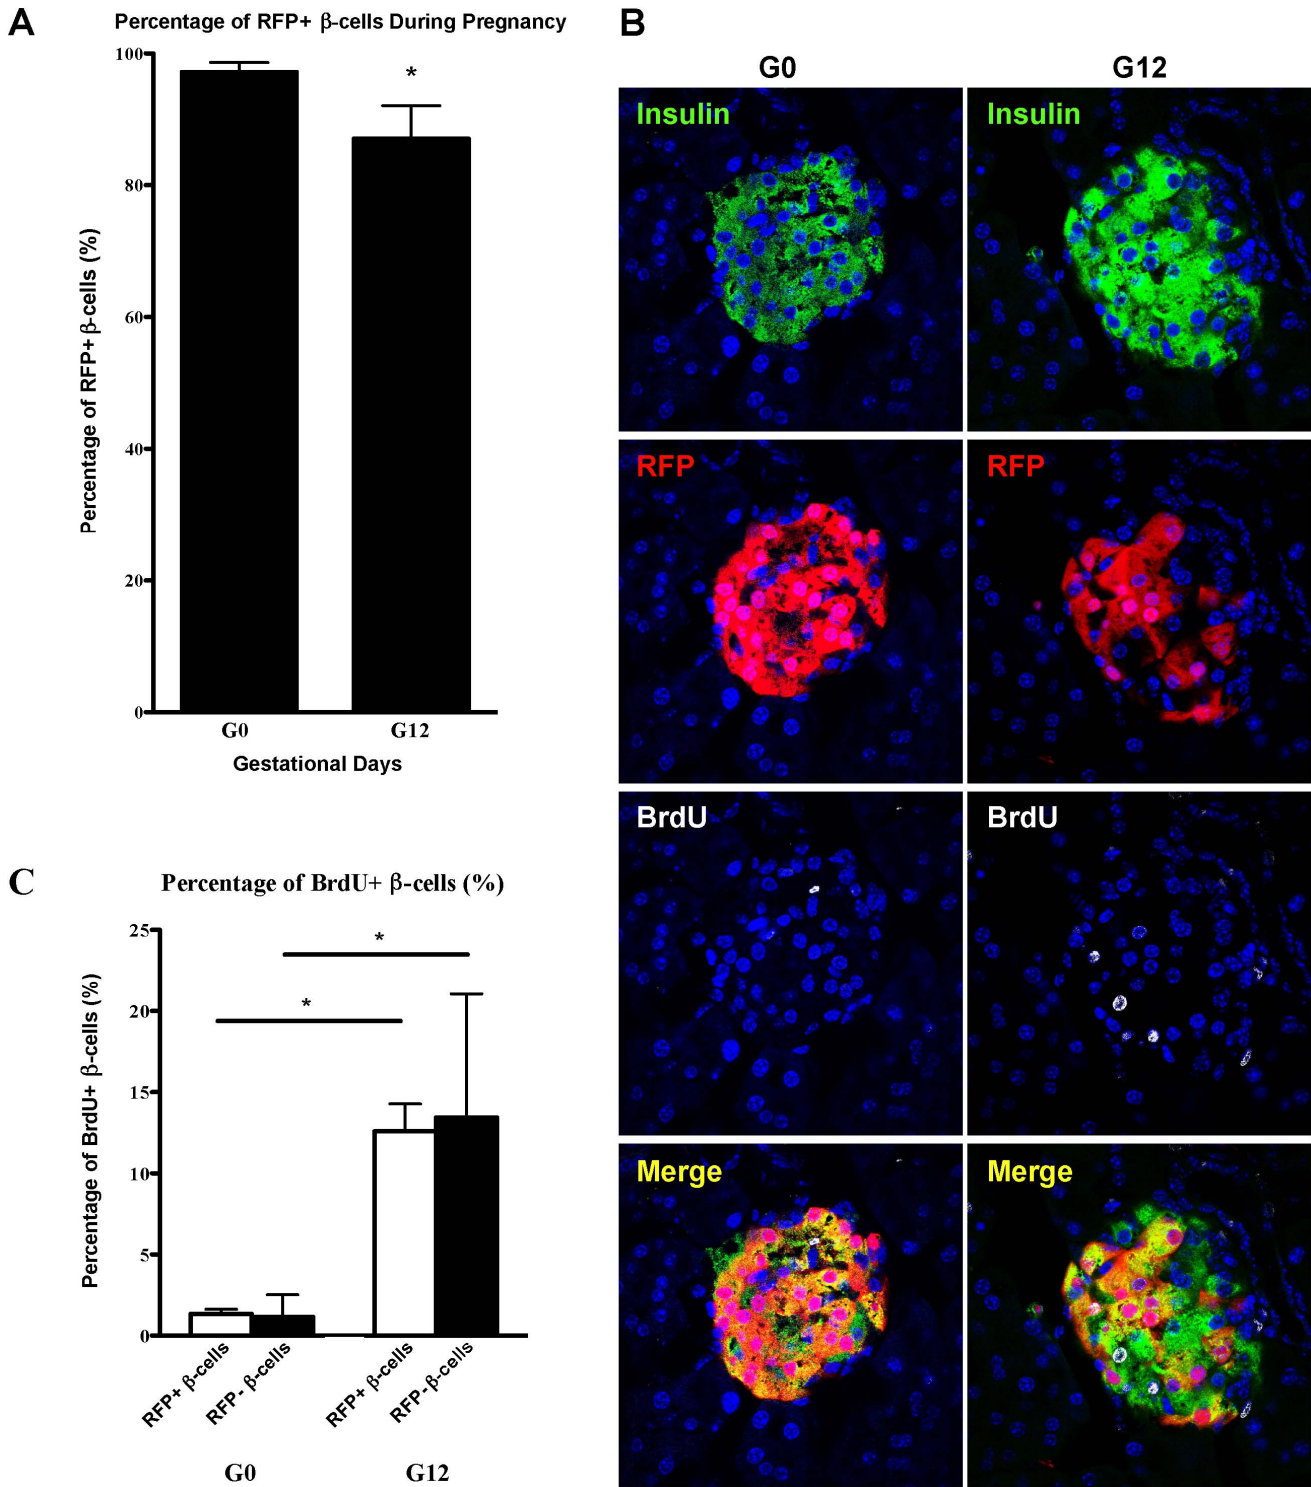 A
Percentage of RFP+ β-cells During Pregnancy
Percentage of RFP+ β-cells (%)
100
80
60
40
20
0
*
G0
G12
Gestational Days
B
G0
G12
Insulin
Insulin
RFP
RFP
BrdU
BrdU
Merge
Merge
C
Percentage of BrdU+ β-cells (%)
Percentage of BrdU+ β-cells (%)
25
20
15
10
5
0
*
*
RFP+ β-cells
RFP- β-cells
RFP+ β-cells
RFP- β-cells
G0
G12